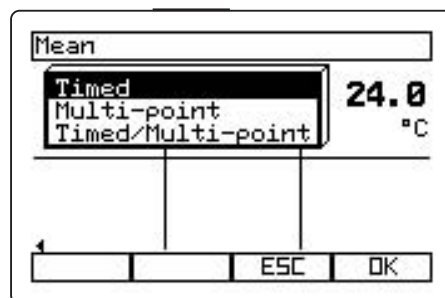 Mean
Timed
Multi-point
Timed/Multi-point
24.0
°C
ESC OK